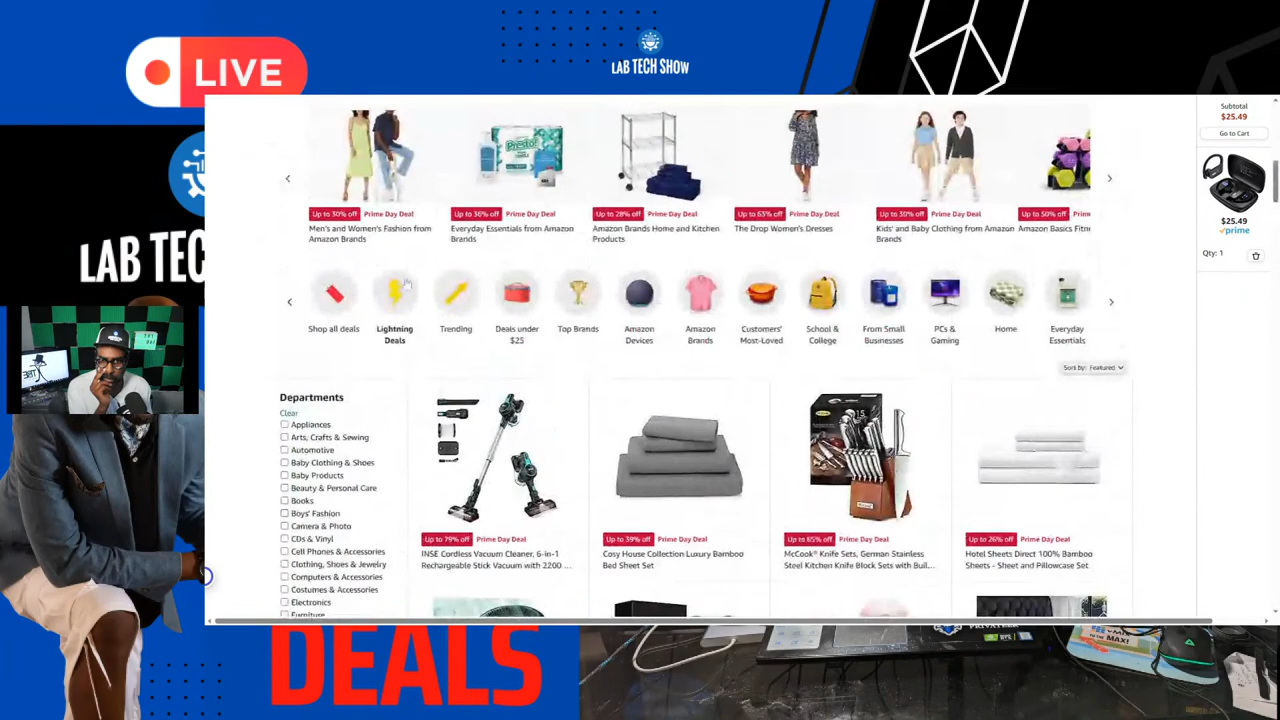 LIVE
LAB TECH SHOW
LAB TEC
Subtotal
$25.49
Go to Cart
$25.49
prime
Qty: 1
Up to 30% off Prime Day Deal
Men's and Women's Fashion from
Amazon Brands
Up to 36% off Prime Day Deal
Everyday Essentials from Amazon
Brands
Up to 28% off Prime Day Deal
Amazon Brands Home and Kitchen
Products
Up to 63% off Prime Day Deal
The Drop Women's Dresses
Up to 30% off Prime Day Deal
Kids' and Baby Clothing from Amazon
Brands
Up to 50% off Prim
Amazon Basics Fitn
Presto!
Shop all deals
Lightning
Deals
Trending
Deals under
$25
Top Brands
Amazon
Devices
Amazon
Brands
Customers'
Most-Loved
School &
College
From Small
Businesses
PCs &
Gaming
Home
Everyday
Essentials
Sort by: Featured
Departments
Clear
Appliances
Arts, Crafts & Sewing
Automotive
Baby Clothing & Shoes
Baby Products
Beauty & Personal Care
Books
Boys' Fashion
Camera & Photo
CDs & Vinyl
Cell Phones & Accessories
Clothing, Shoes & Jewelry
Computers & Accessories
Costumes & Accessories
Electronics
Furniture
15
Up to 79% off Prime Day Deal
INSE Cordless Vacuum Cleaner, 6-in-1
Rechargeable Stick Vacuum with 2200 ...
Up to 39% off Prime Day Deal
Cosy House Collection Luxury Bamboo
Bed Sheet Set
Up to 65% off Prime Day Deal
McCook® Knife Sets, German Stainless
Steel Kitchen Knife Block Sets with Buil...
Up to 26% off Prime Day Deal
Hotel Sheets Direct 100% Bamboo
Sheets - Sheet and Pillowcase Set
DEALS
TO THE MAX!